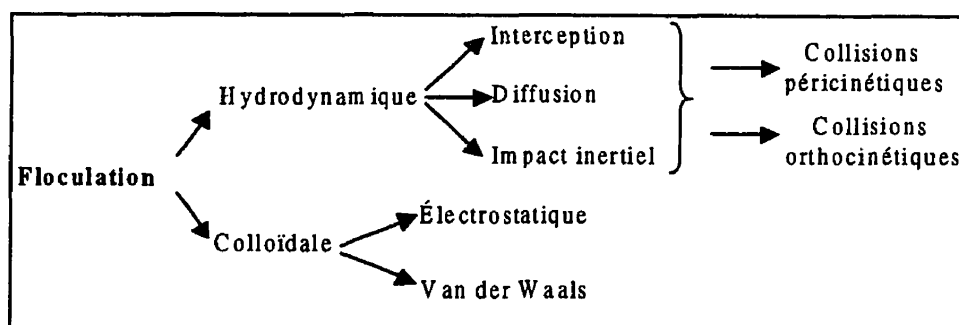 Interception
Collisions
péricinétiques
Hydrodynamique
Diffusion
Collisions
orthocinétiques
Impact inertiel
Floculation
Électrostatique
Colloïdale
Van der Waals